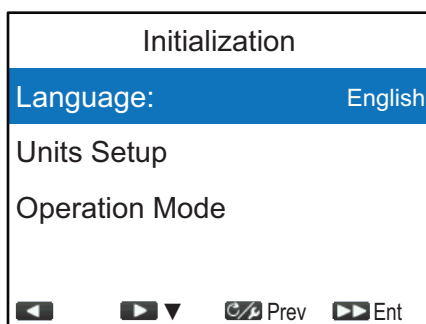 Initialization
Language: English
Units Setup
Operation Mode
Prev Ent